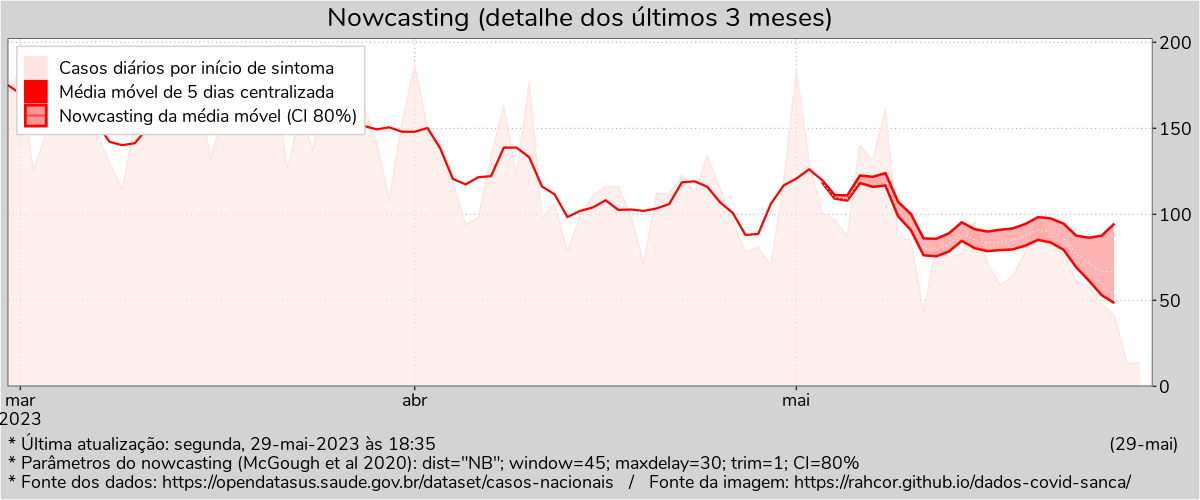 Nowcasting (detalhe dos últimos 3 meses)
Casos diários por início de sintoma
Média móvel de 5 dias centralizada
Nowcasting da média móvel (CI 80%)
200
150
100
50
0
mar
2023
abr
mai
* Última atualização: segunda, 29-mai-2023 às 18:35
(29-mai)
* Parâmetros do nowcasting (McGough et al 2020): dist="NB"; window=45; maxdelay=30; trim=1; CI=80%
* Fonte dos dados: https://opendatasus.saude.gov.br/dataset/casos-nacionais / Fonte da imagem: https://rahcor.github.io/dados-covid-sanca/